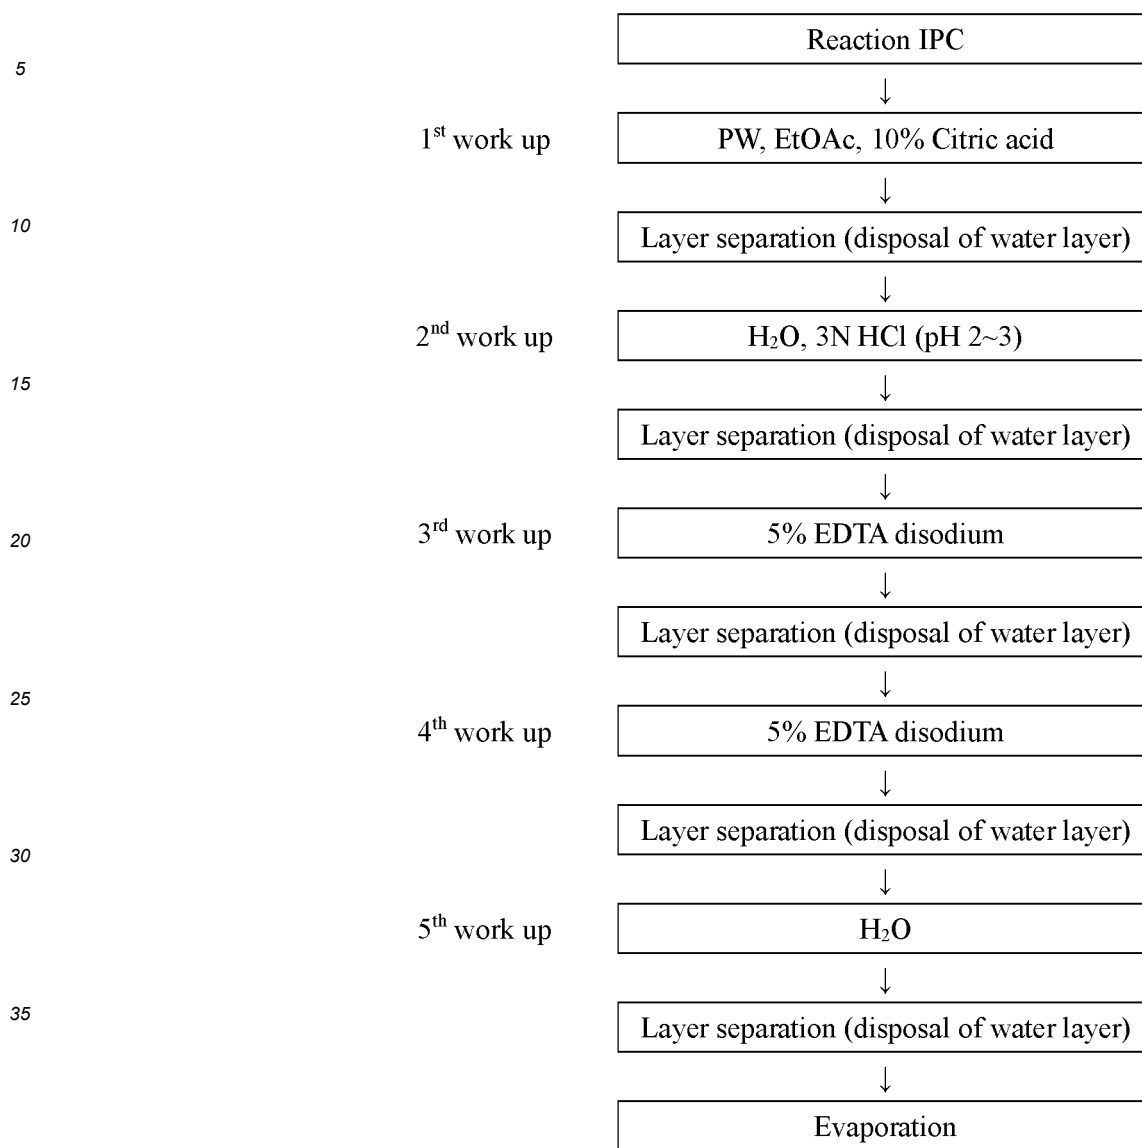 Reaction IPC
5
↓
1st work up PW, EtOAc, 10% Citric acid
↓
10
Layer separation (disposal of water layer)
↓
2nd work up H₂O, 3N HCl (pH 2~3)
15
↓
Layer separation (disposal of water layer)
↓
3rd work up 5% EDTA disodium
20
↓
Layer separation (disposal of water layer)
↓
25
4th work up 5% EDTA disodium
↓
Layer separation (disposal of water layer)
30
↓
5th work up H₂O
↓
35
Layer separation (disposal of water layer)
↓
Evaporation